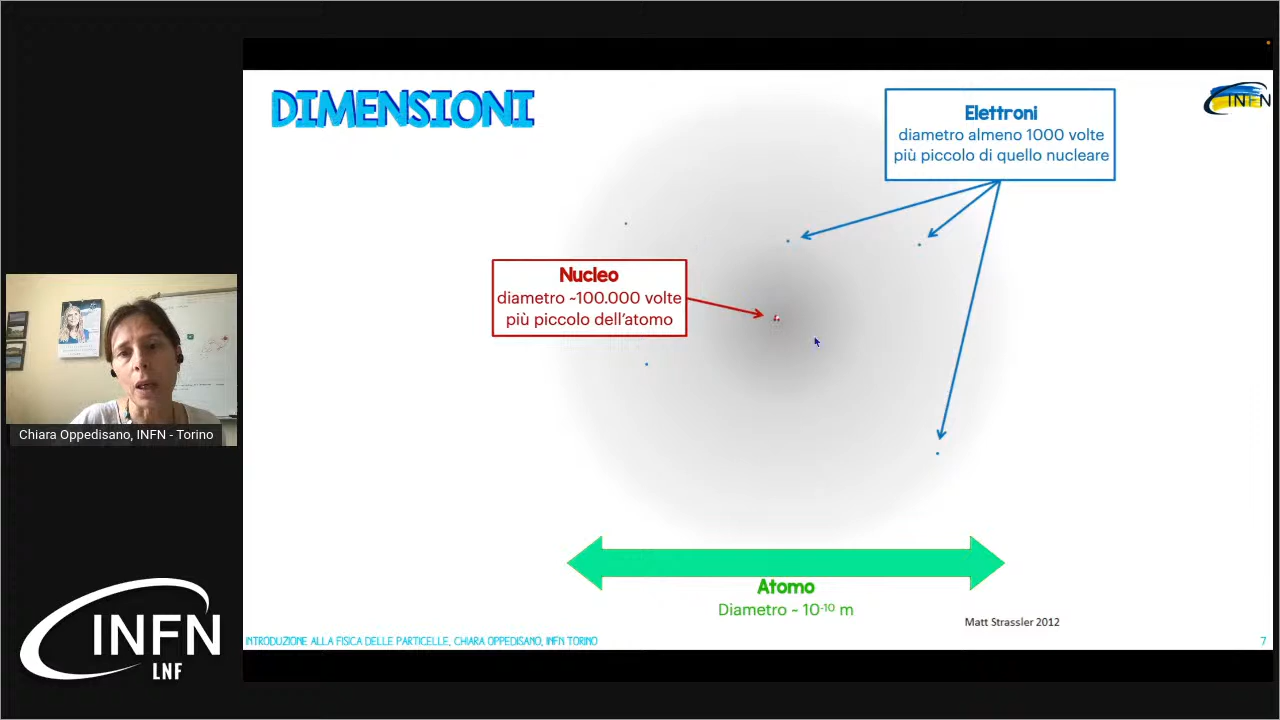 DIMENSIONI
INFN
Elettroni
diametro almeno 1000 volte
più piccolo di quello nucleare
Nucleo
diametro ~100.000 volte
più piccolo dell'atomo
Chiara Oppedisano, INFN - Torino
Atomo
Diametro ~ 10⁻¹⁰ m
Matt Strassler 2012
INTRODUZIONE ALLA FISICA DELLE PARTICELLE, CHIARA OPPEDISANO, INFN TORINO
7
INFN
LNF